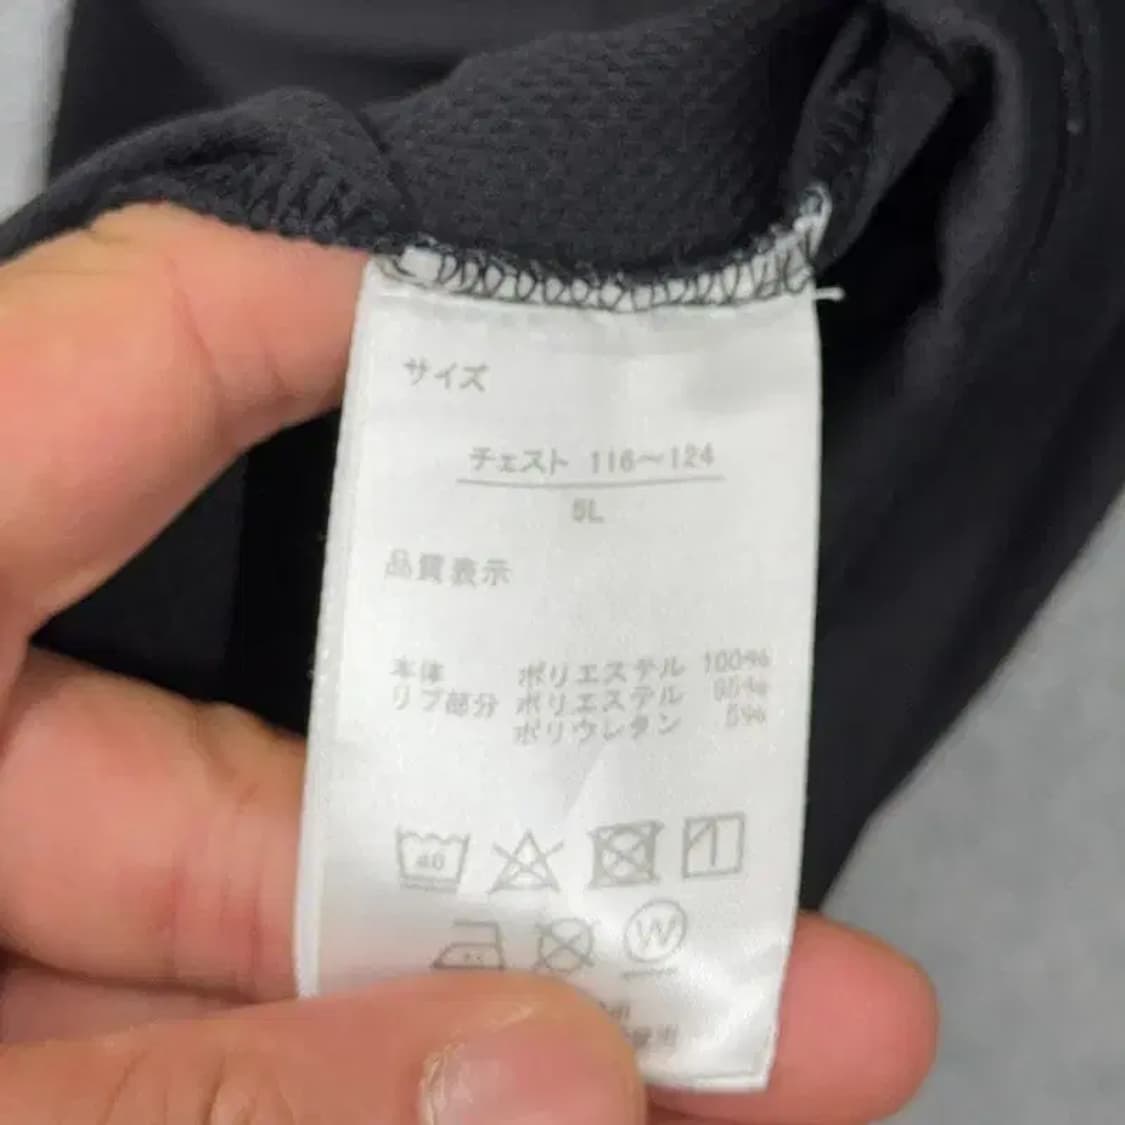 サイズ
チェスト 116～124
5L
品質表示
本体 ポリエステル 100%
リブ部分 ポリエステル 95%
ポリウレタン 5%
40
W